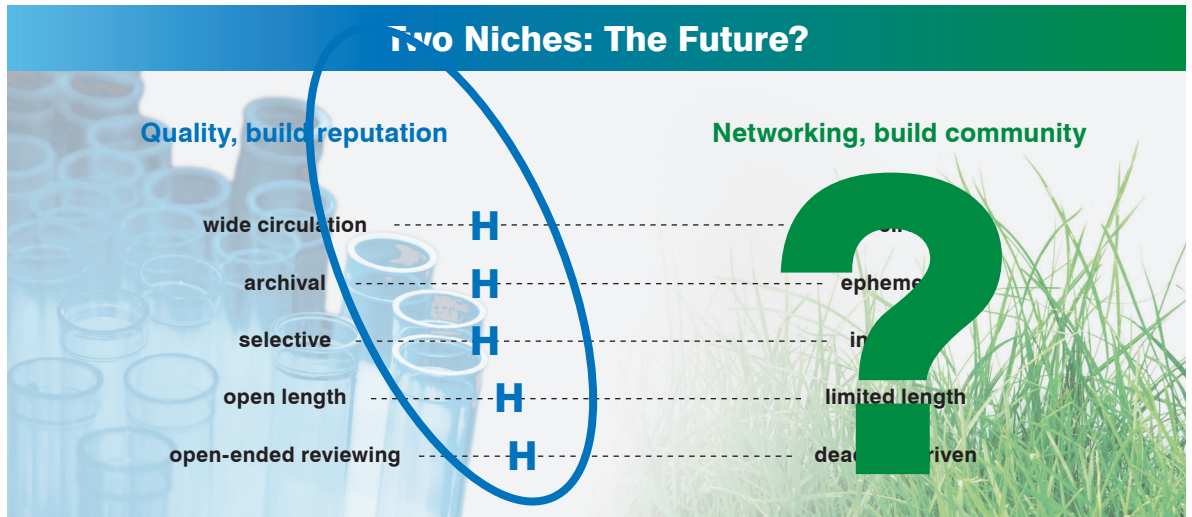 Two Niches: The Future?
Quality, build reputation
Networking, build community
wide circulation H
archival H
selective H
open length H limited length
open-ended reviewing H
?